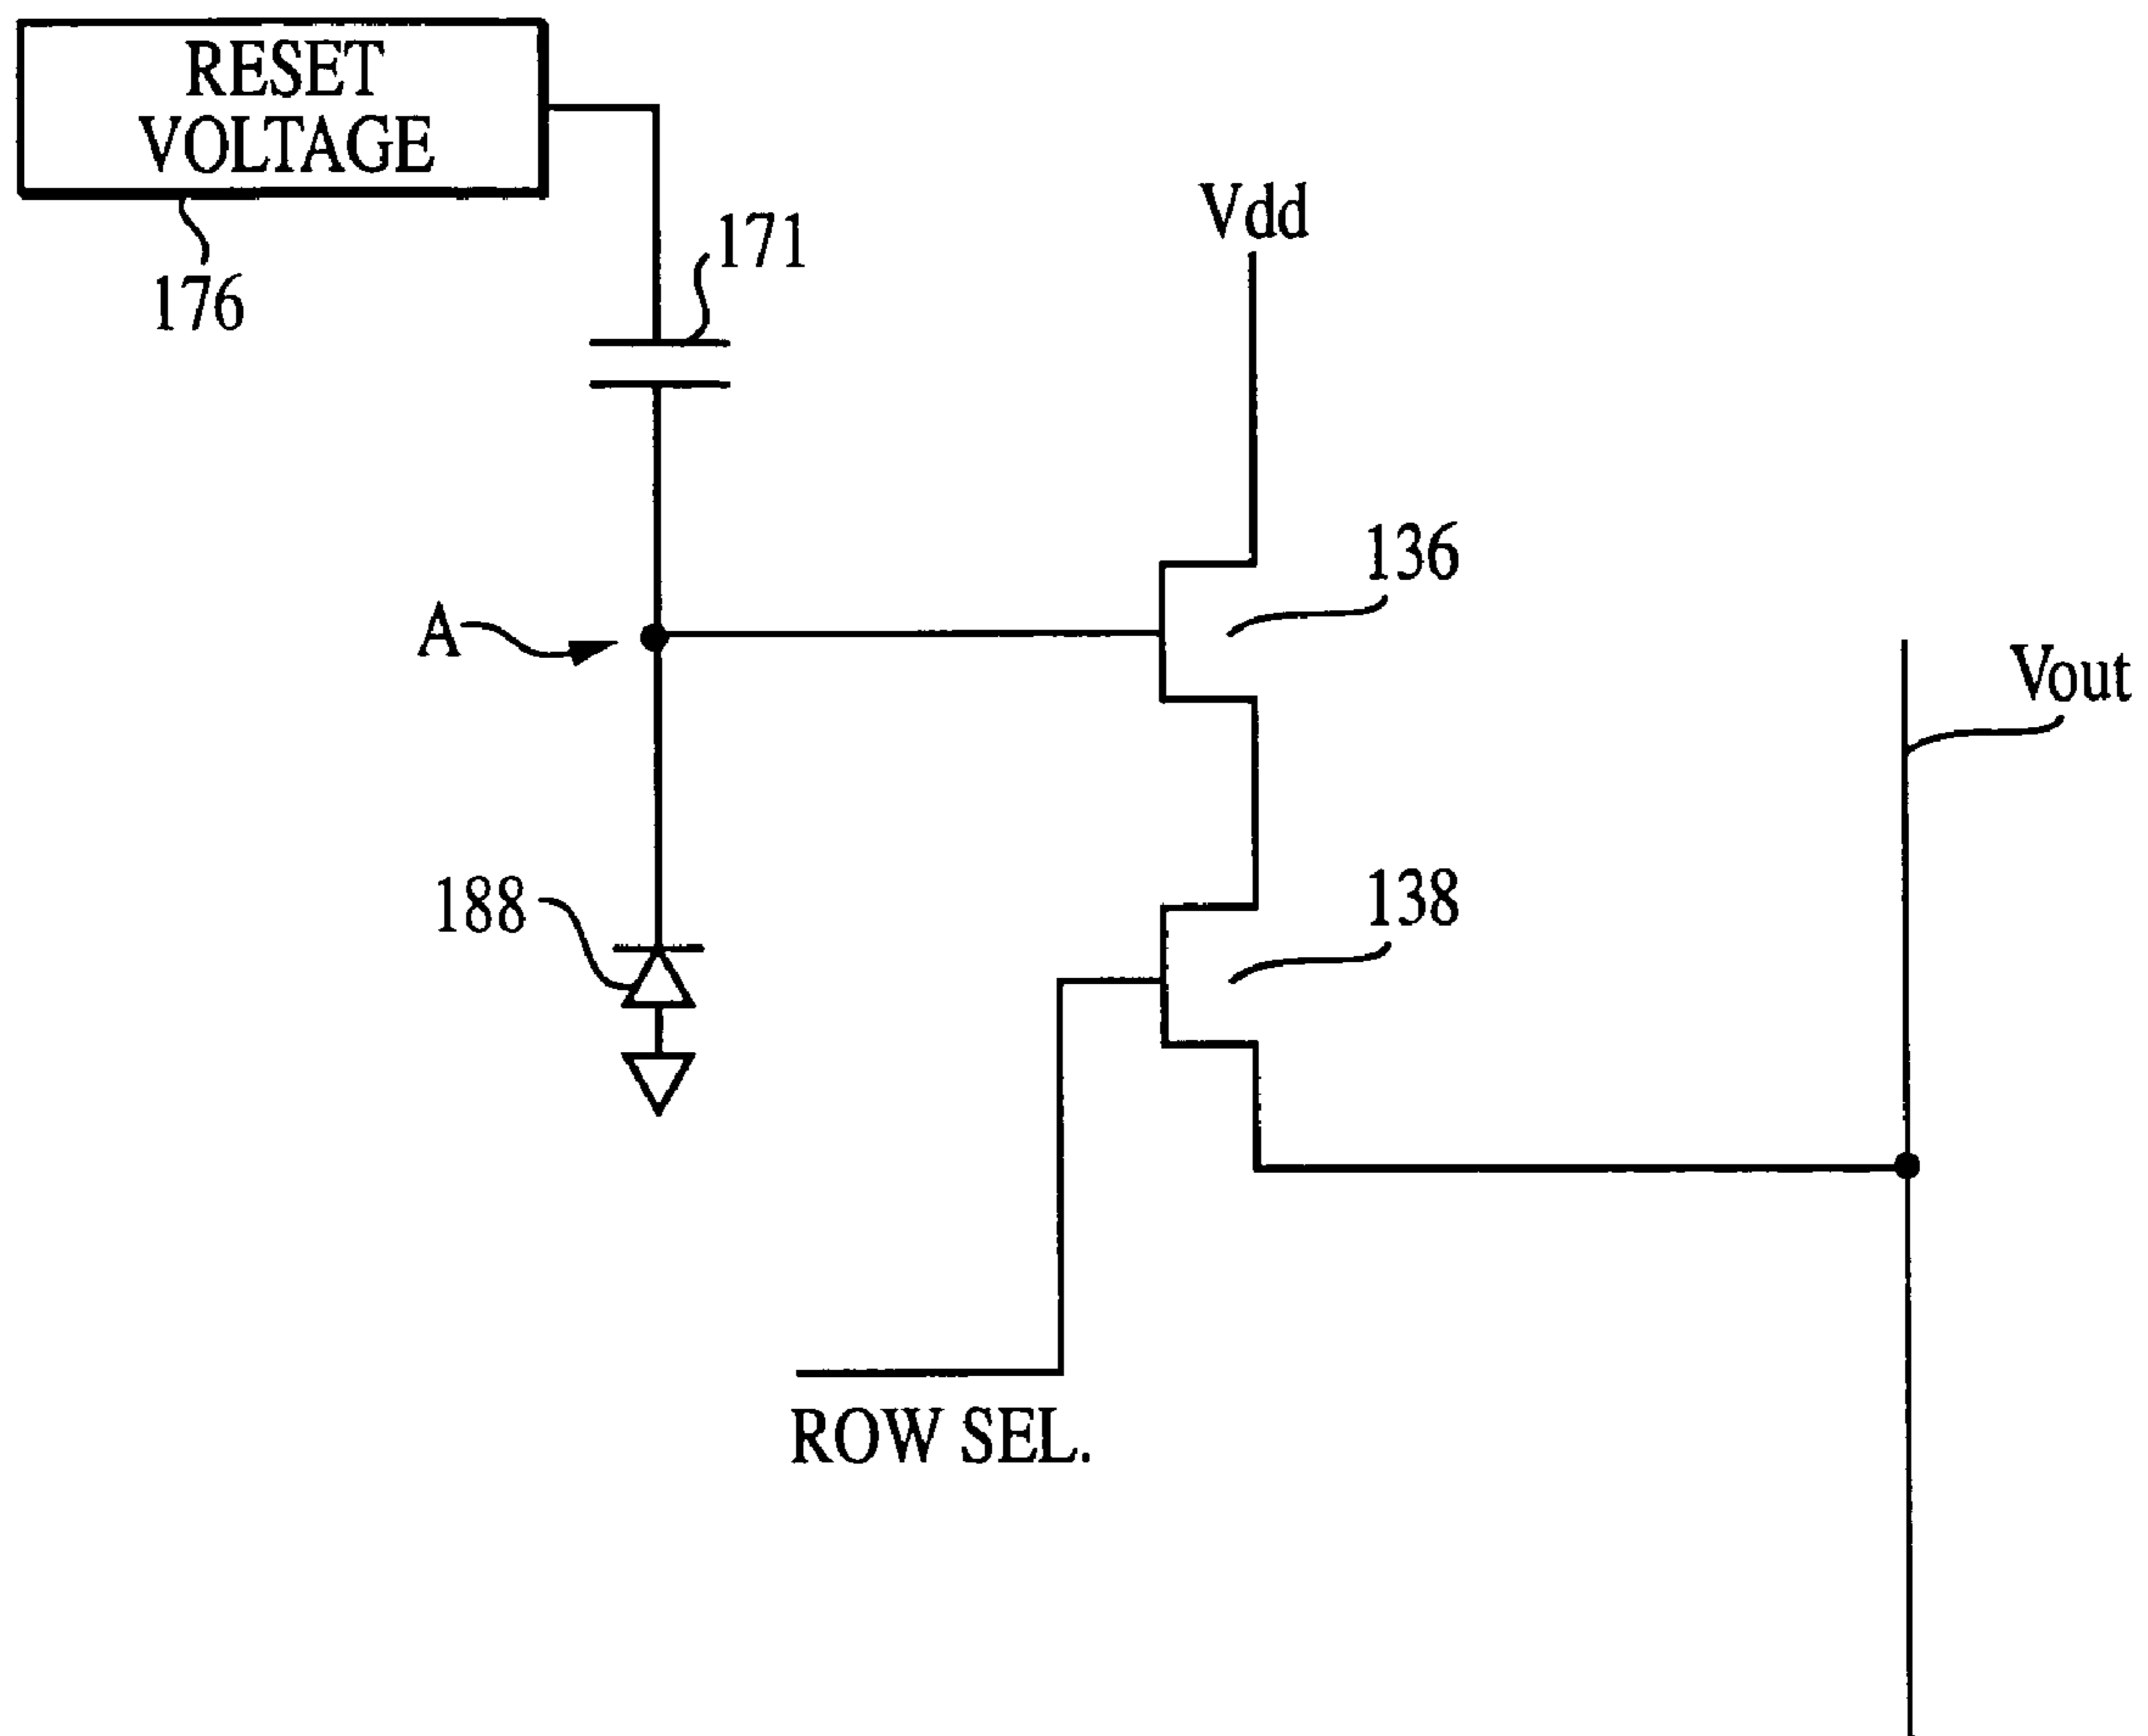 RESET
VOLTAGE
176
171
Vdd
136
A
Vout
188
138
ROW SEL.